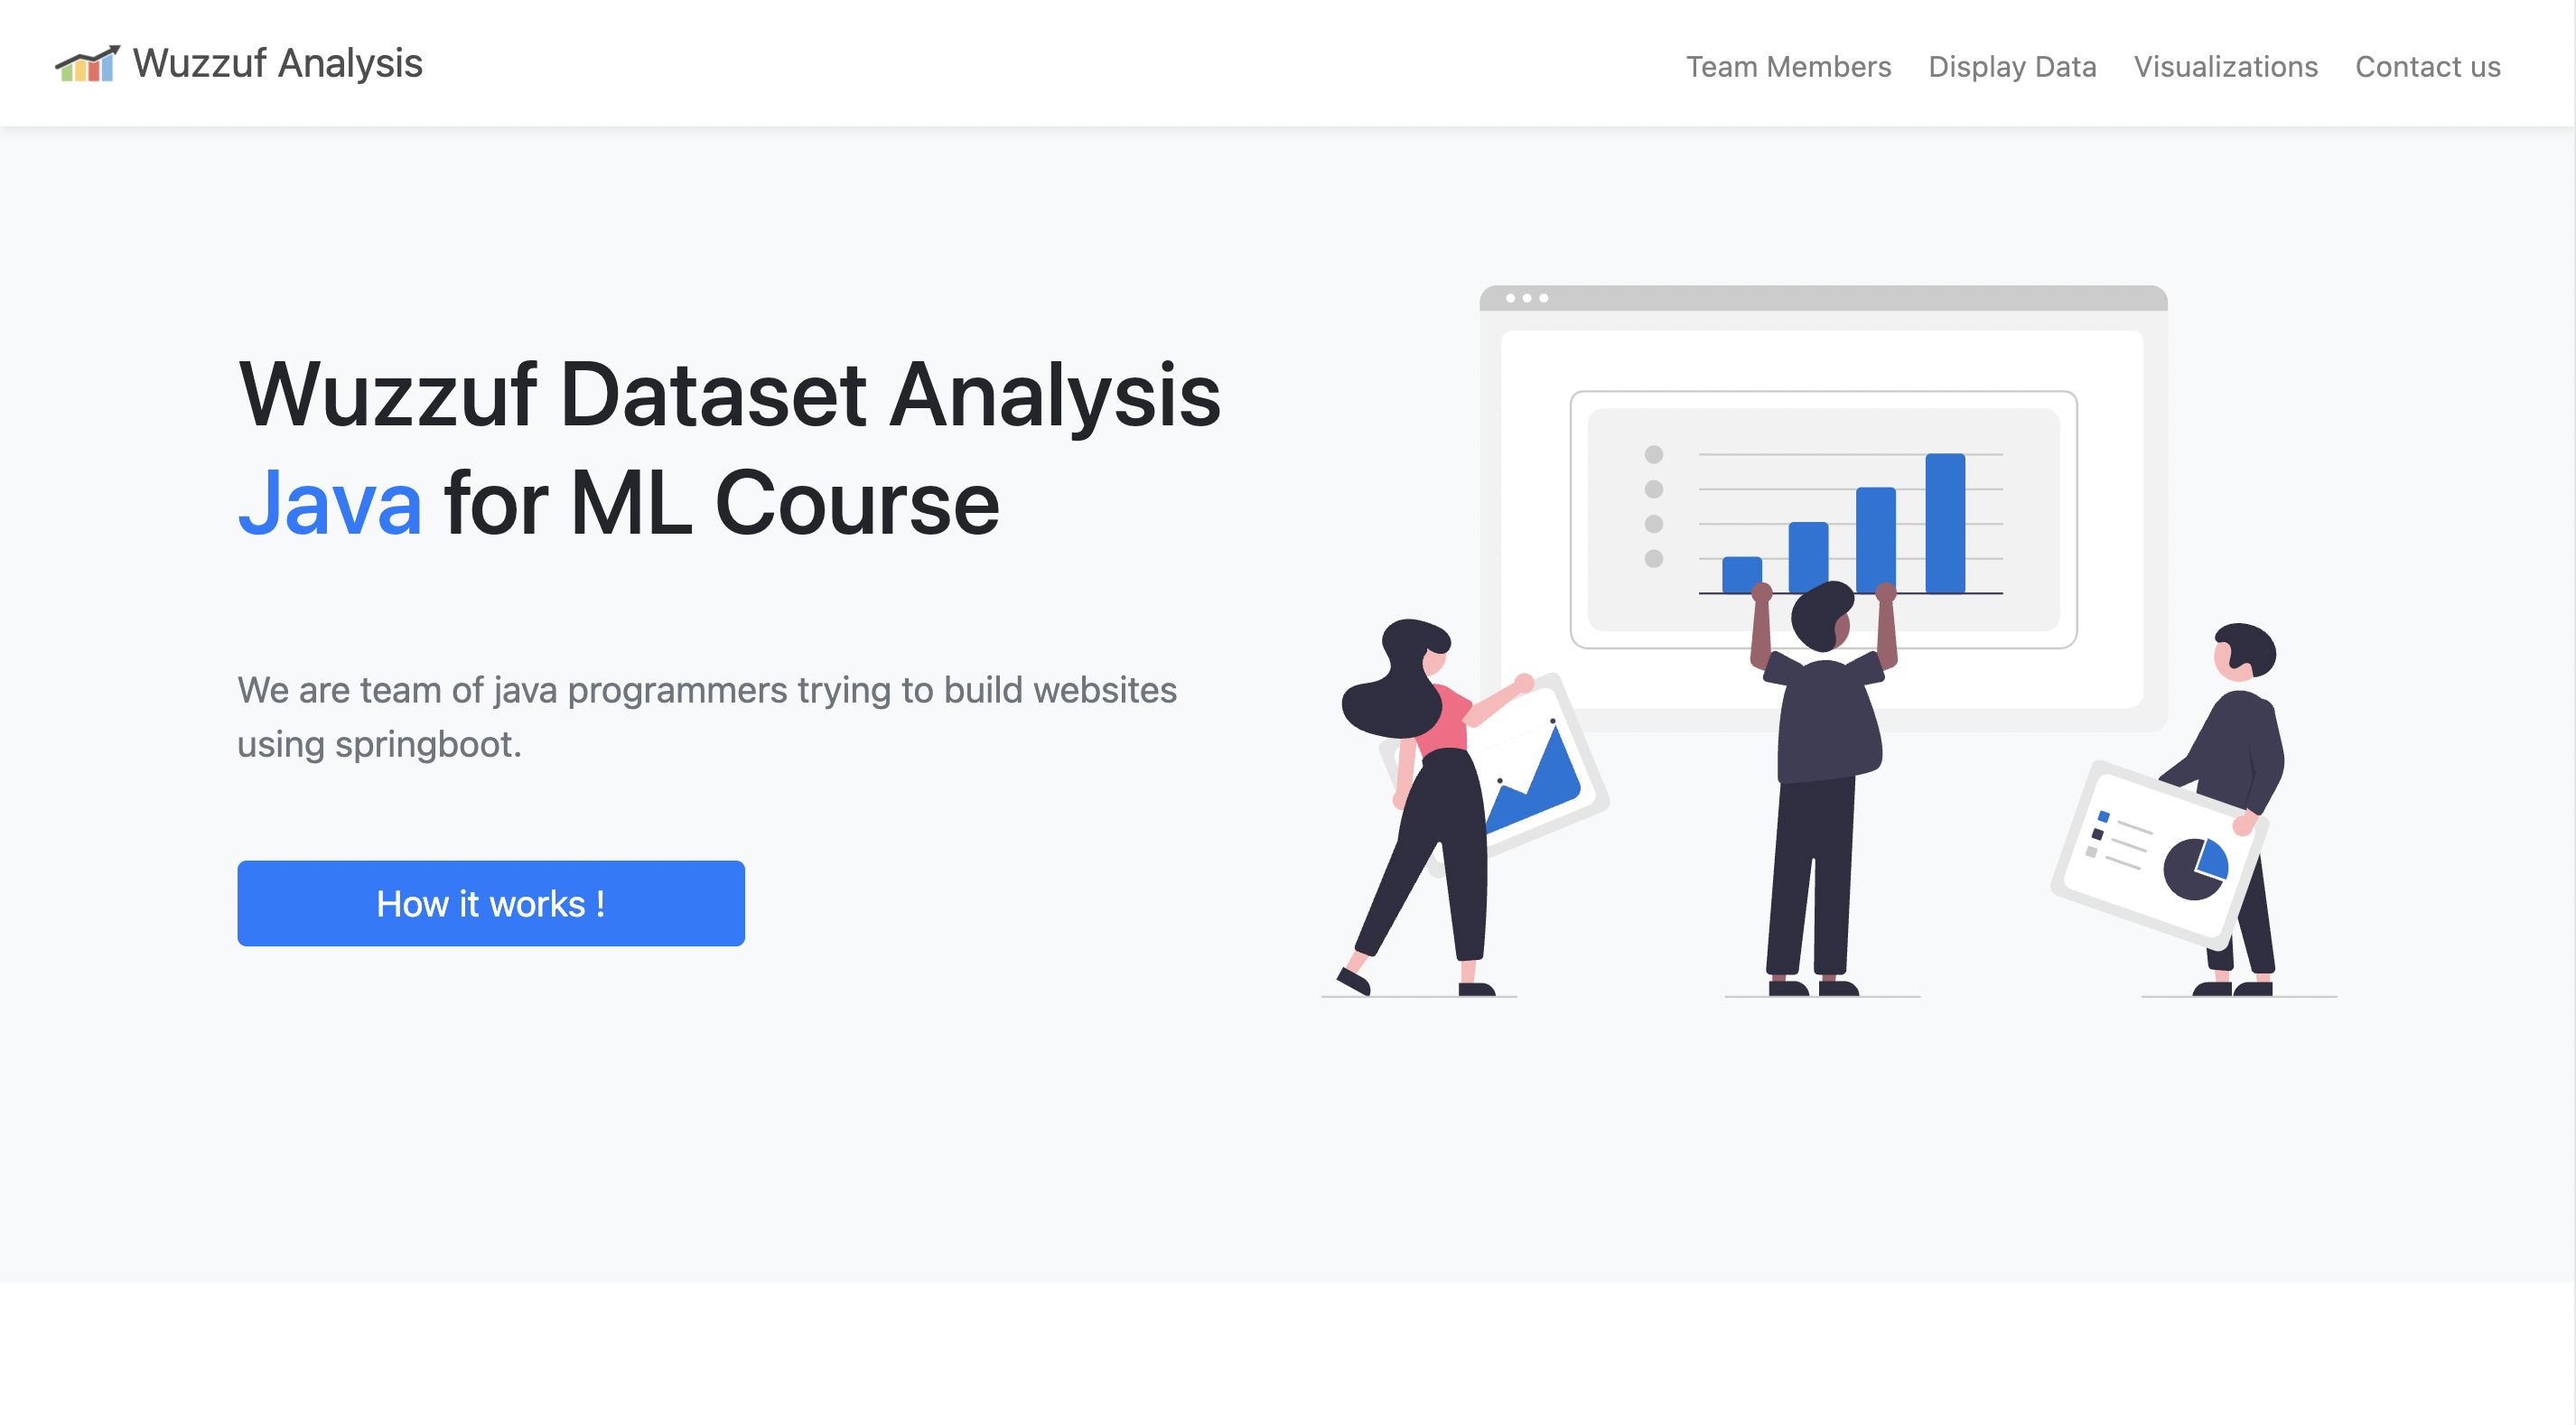 Wuzzuf Analysis
Team Members Display Data Visualizations Contact us
Wuzzuf Dataset Analysis
Java for ML Course
We are team of java programmers trying to build websites
using springboot.
How it works !